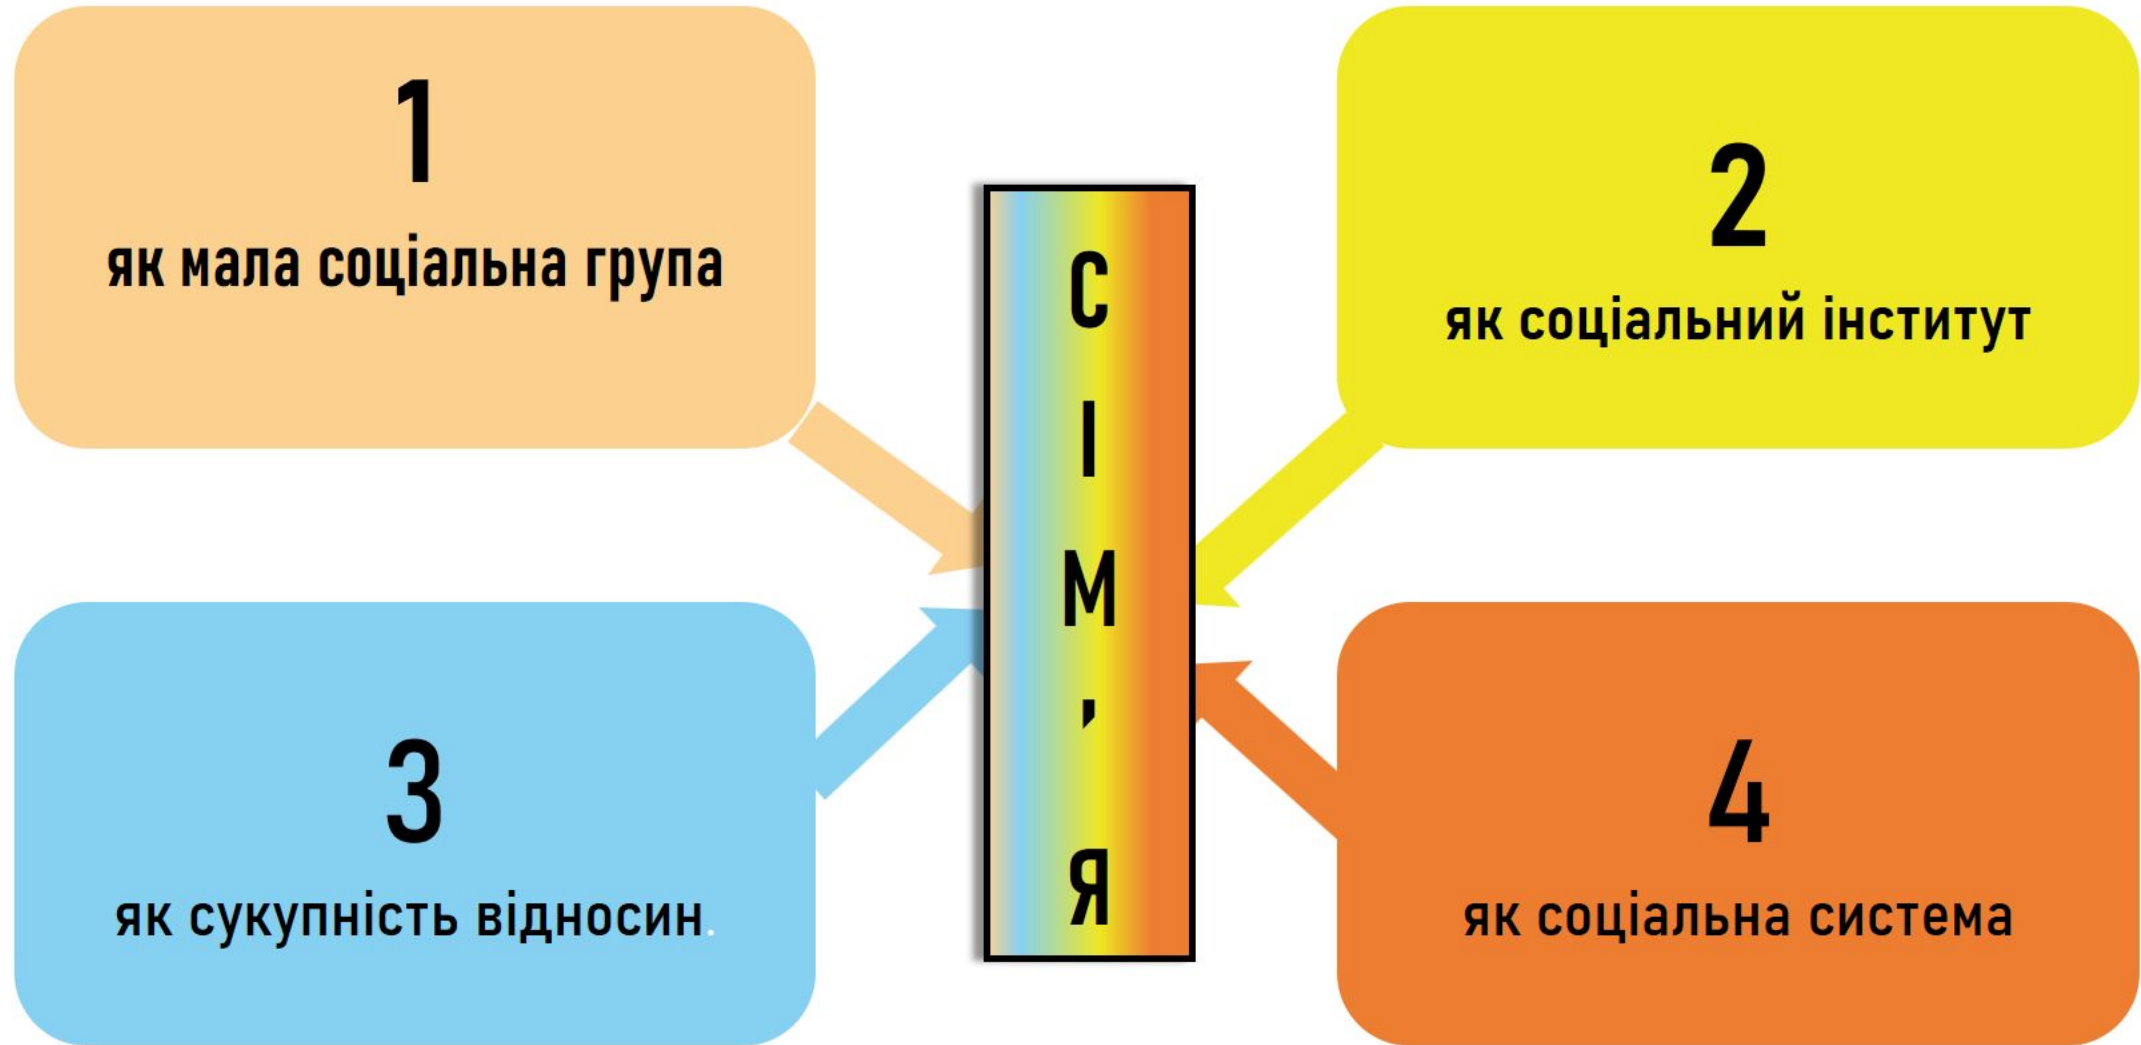 1
як мала соціальна група
2
як соціальний інститут
С
І
М
'
Я
3
як сукупність відносин.
4
як соціальна система